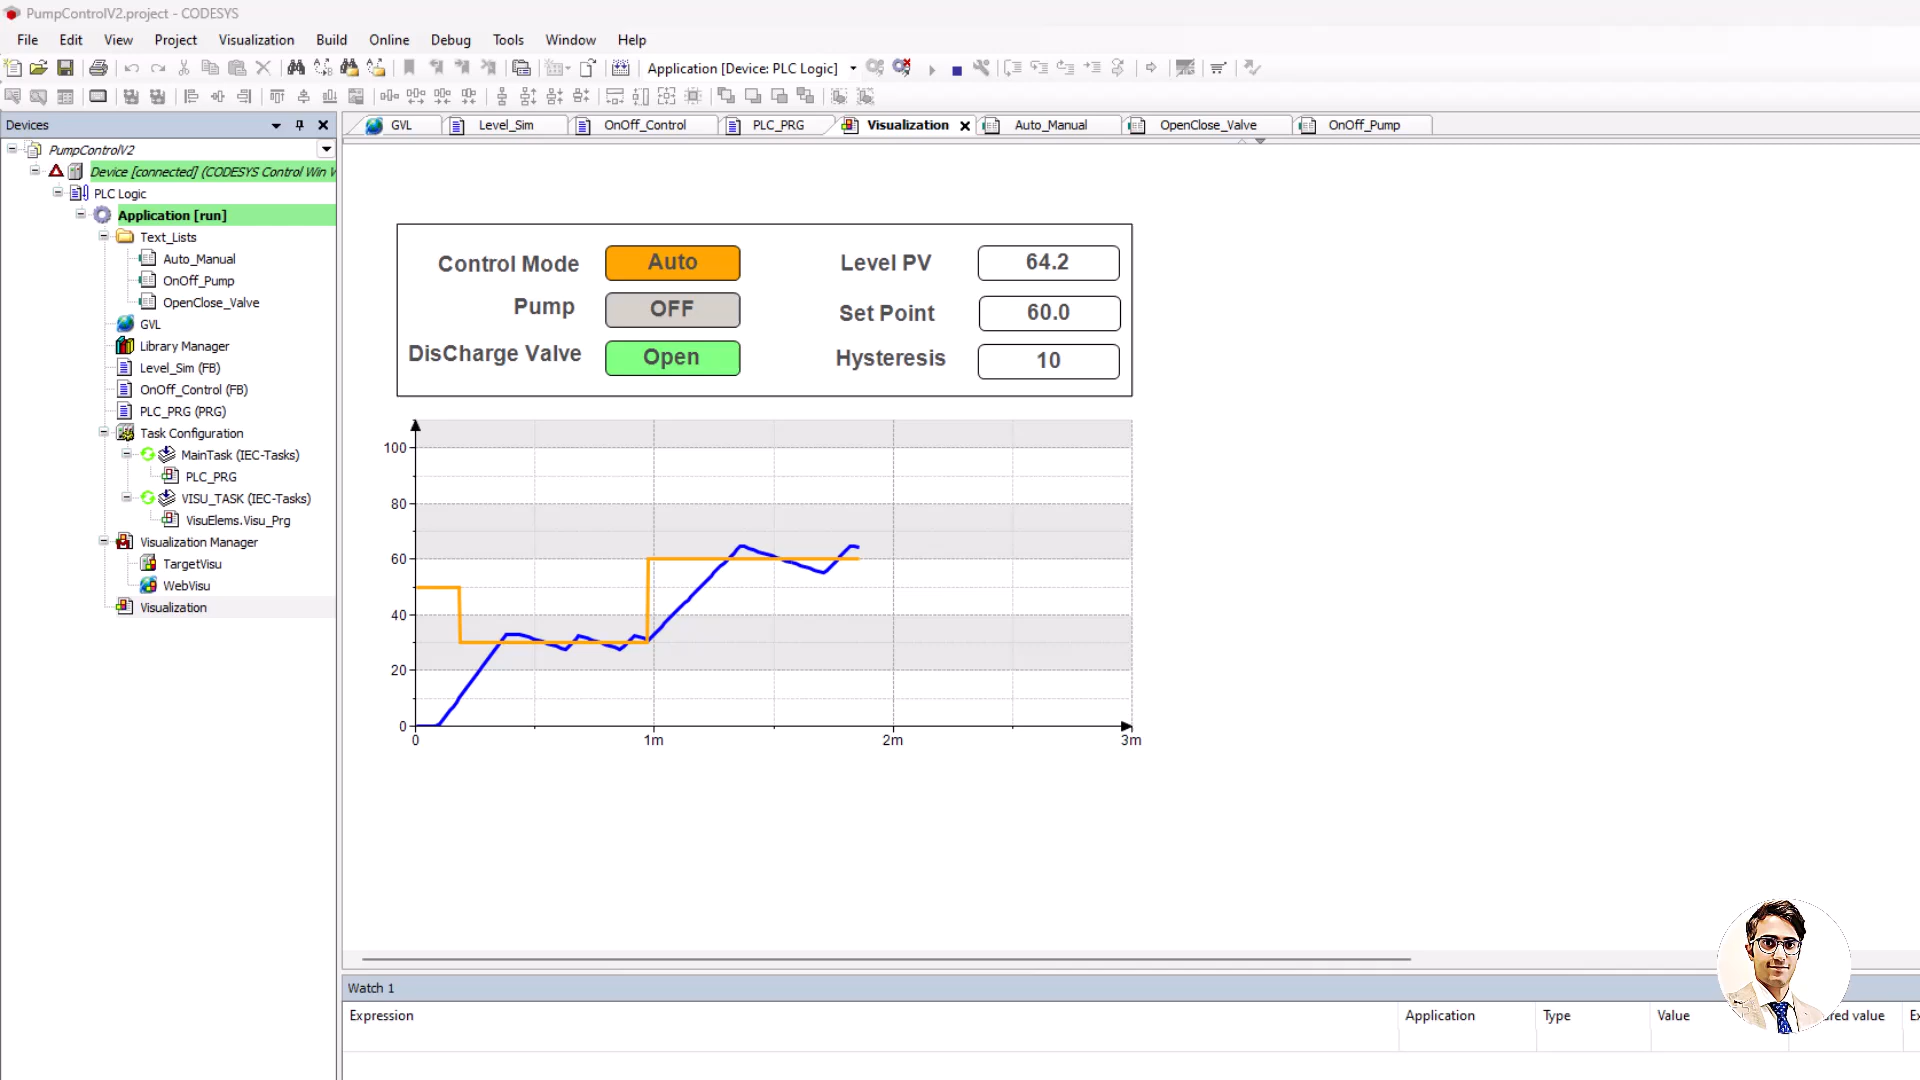 PumpControlV2.project - CODESYS
File Edit View Project Visualization Build Online Debug Tools Window Help
Application [Device: PLC Logic]
Devices
GVL Level_Sim OnOff_Control PLC_PRG Visualization Auto_Manual OpenClose_Valve OnOff_Pump
PumpControlV2
Device [connected] (CODESYS Control Win V
PLC Logic
Application [run]
Text_Lists
Auto_Manual
OnOff_Pump
OpenClose_Valve
GVL
Library Manager
Level_Sim (FB)
OnOff_Control (FB)
PLC_PRG (PRG)
Task Configuration
MainTask (IEC-Tasks)
PLC_PRG
VISU_TASK (IEC-Tasks)
VisuElems.Visu_Prg
Visualization Manager
TargetVisu
WebVisu
Visualization
Control Mode Auto Level PV 64.2
Pump OFF Set Point 60.0
DisCharge Valve Open Hysteresis 10
100
80
60
40
20
0
0 1m 2m 3m
Watch 1
Expression Application Type Value red value Ex